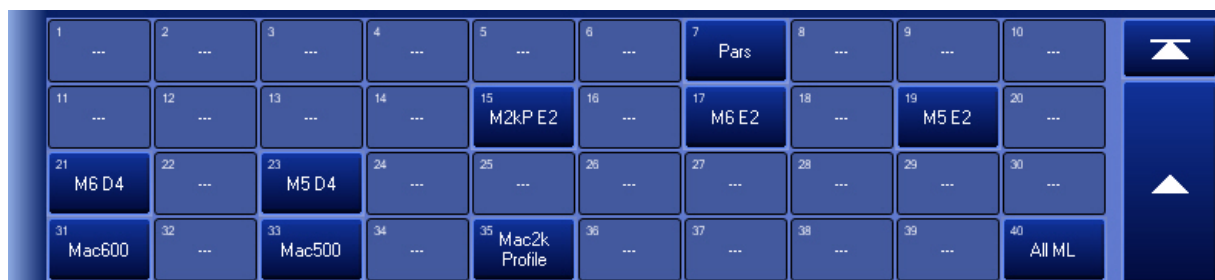 1 --- 2 --- 3 --- 4 --- 5 --- 6 --- 7 Pars 8 --- 9 --- 10 ---
11 --- 12 --- 13 --- 14 --- 15 M2kP E2 16 --- 17 M6 E2 18 --- 19 M5 E2 20 ---
21 M6 D4 22 --- 23 M5 D4 24 --- 25 --- 26 --- 27 --- 28 --- 29 --- 30 ---
31 Mac600 32 --- 33 Mac500 34 --- 35 Mac2k Profile 36 --- 37 --- 38 --- 39 --- 40 All ML